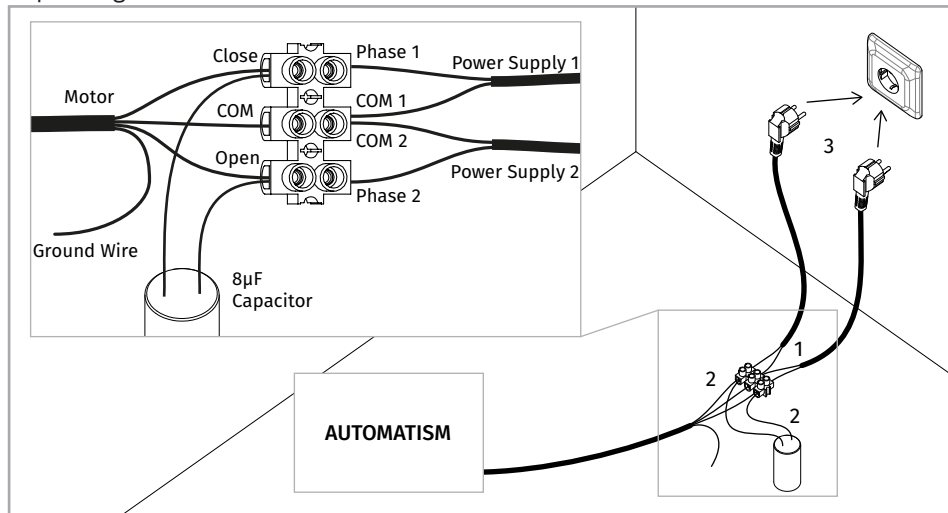 Close
Phase 1
Power Supply 1
Motor
COM
COM 1
COM 2
Open
Power Supply 2
Phase 2
Ground Wire
8µF
Capacitor
3
1
2
2
AUTOMATISM